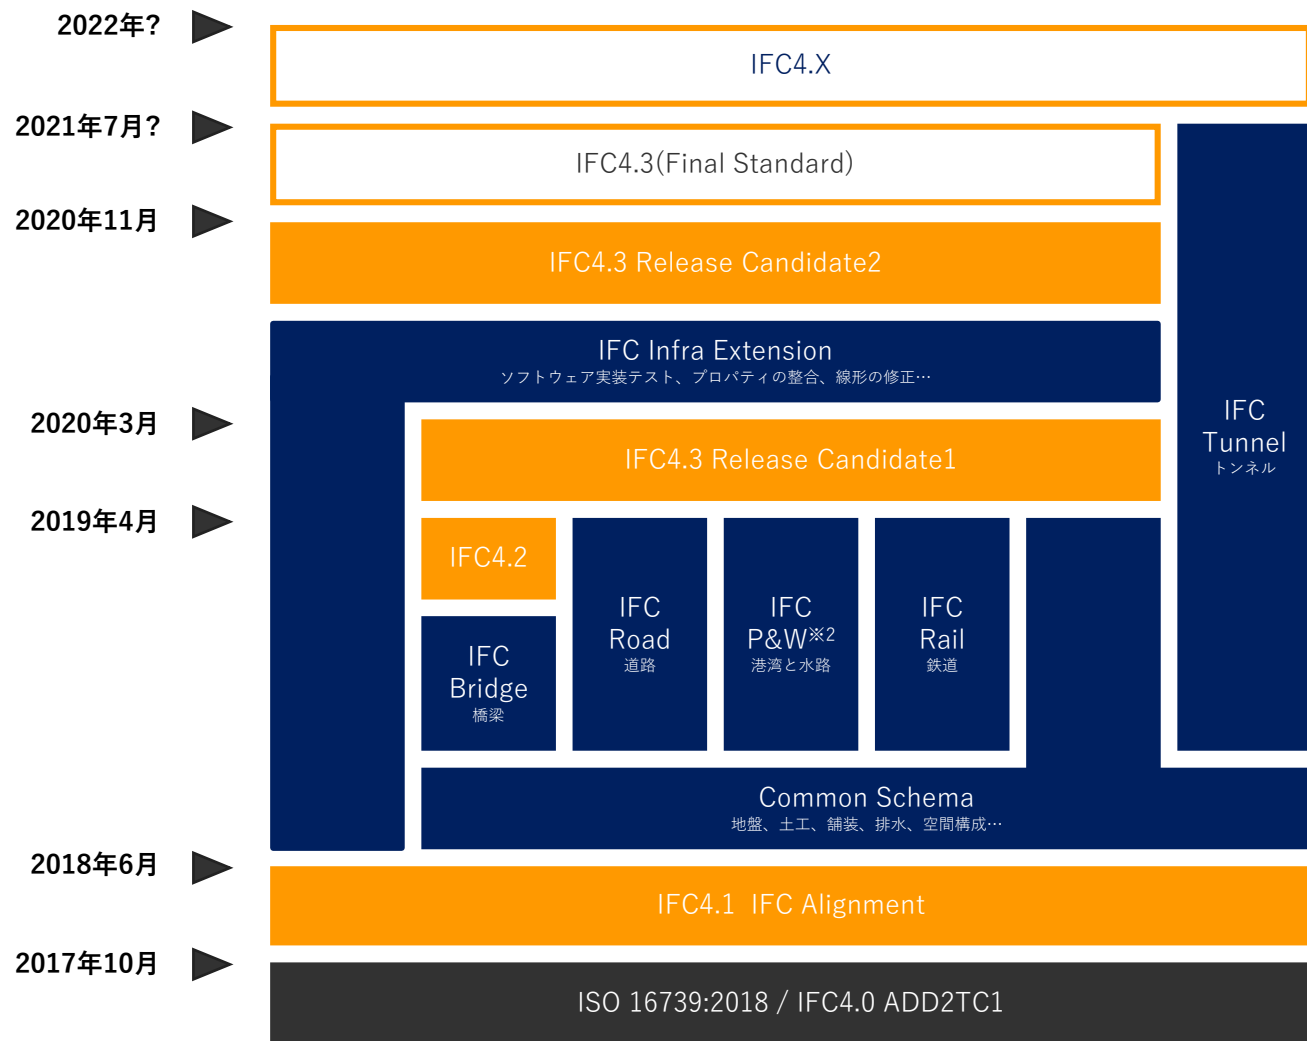 2022年?
IFC4.X
2021年7月?
IFC4.3(Final Standard)
2020年11月
IFC4.3 Release Candidate2
IFC Infra Extension
ソフトウェア実装テスト、プロパティの整合、線形の修正…
2020年3月
IFC4.3 Release Candidate1
IFC
Tunnel
トンネル
2019年4月
IFC4.2
IFC
Bridge
橋梁
IFC
Road
道路
IFC
P&W※2
港湾と水路
IFC
Rail
鉄道
Common Schema
地盤、土工、舗装、排水、空間構成…
2018年6月
IFC4.1 IFC Alignment
2017年10月
ISO 16739:2018 / IFC4.0 ADD2TC1